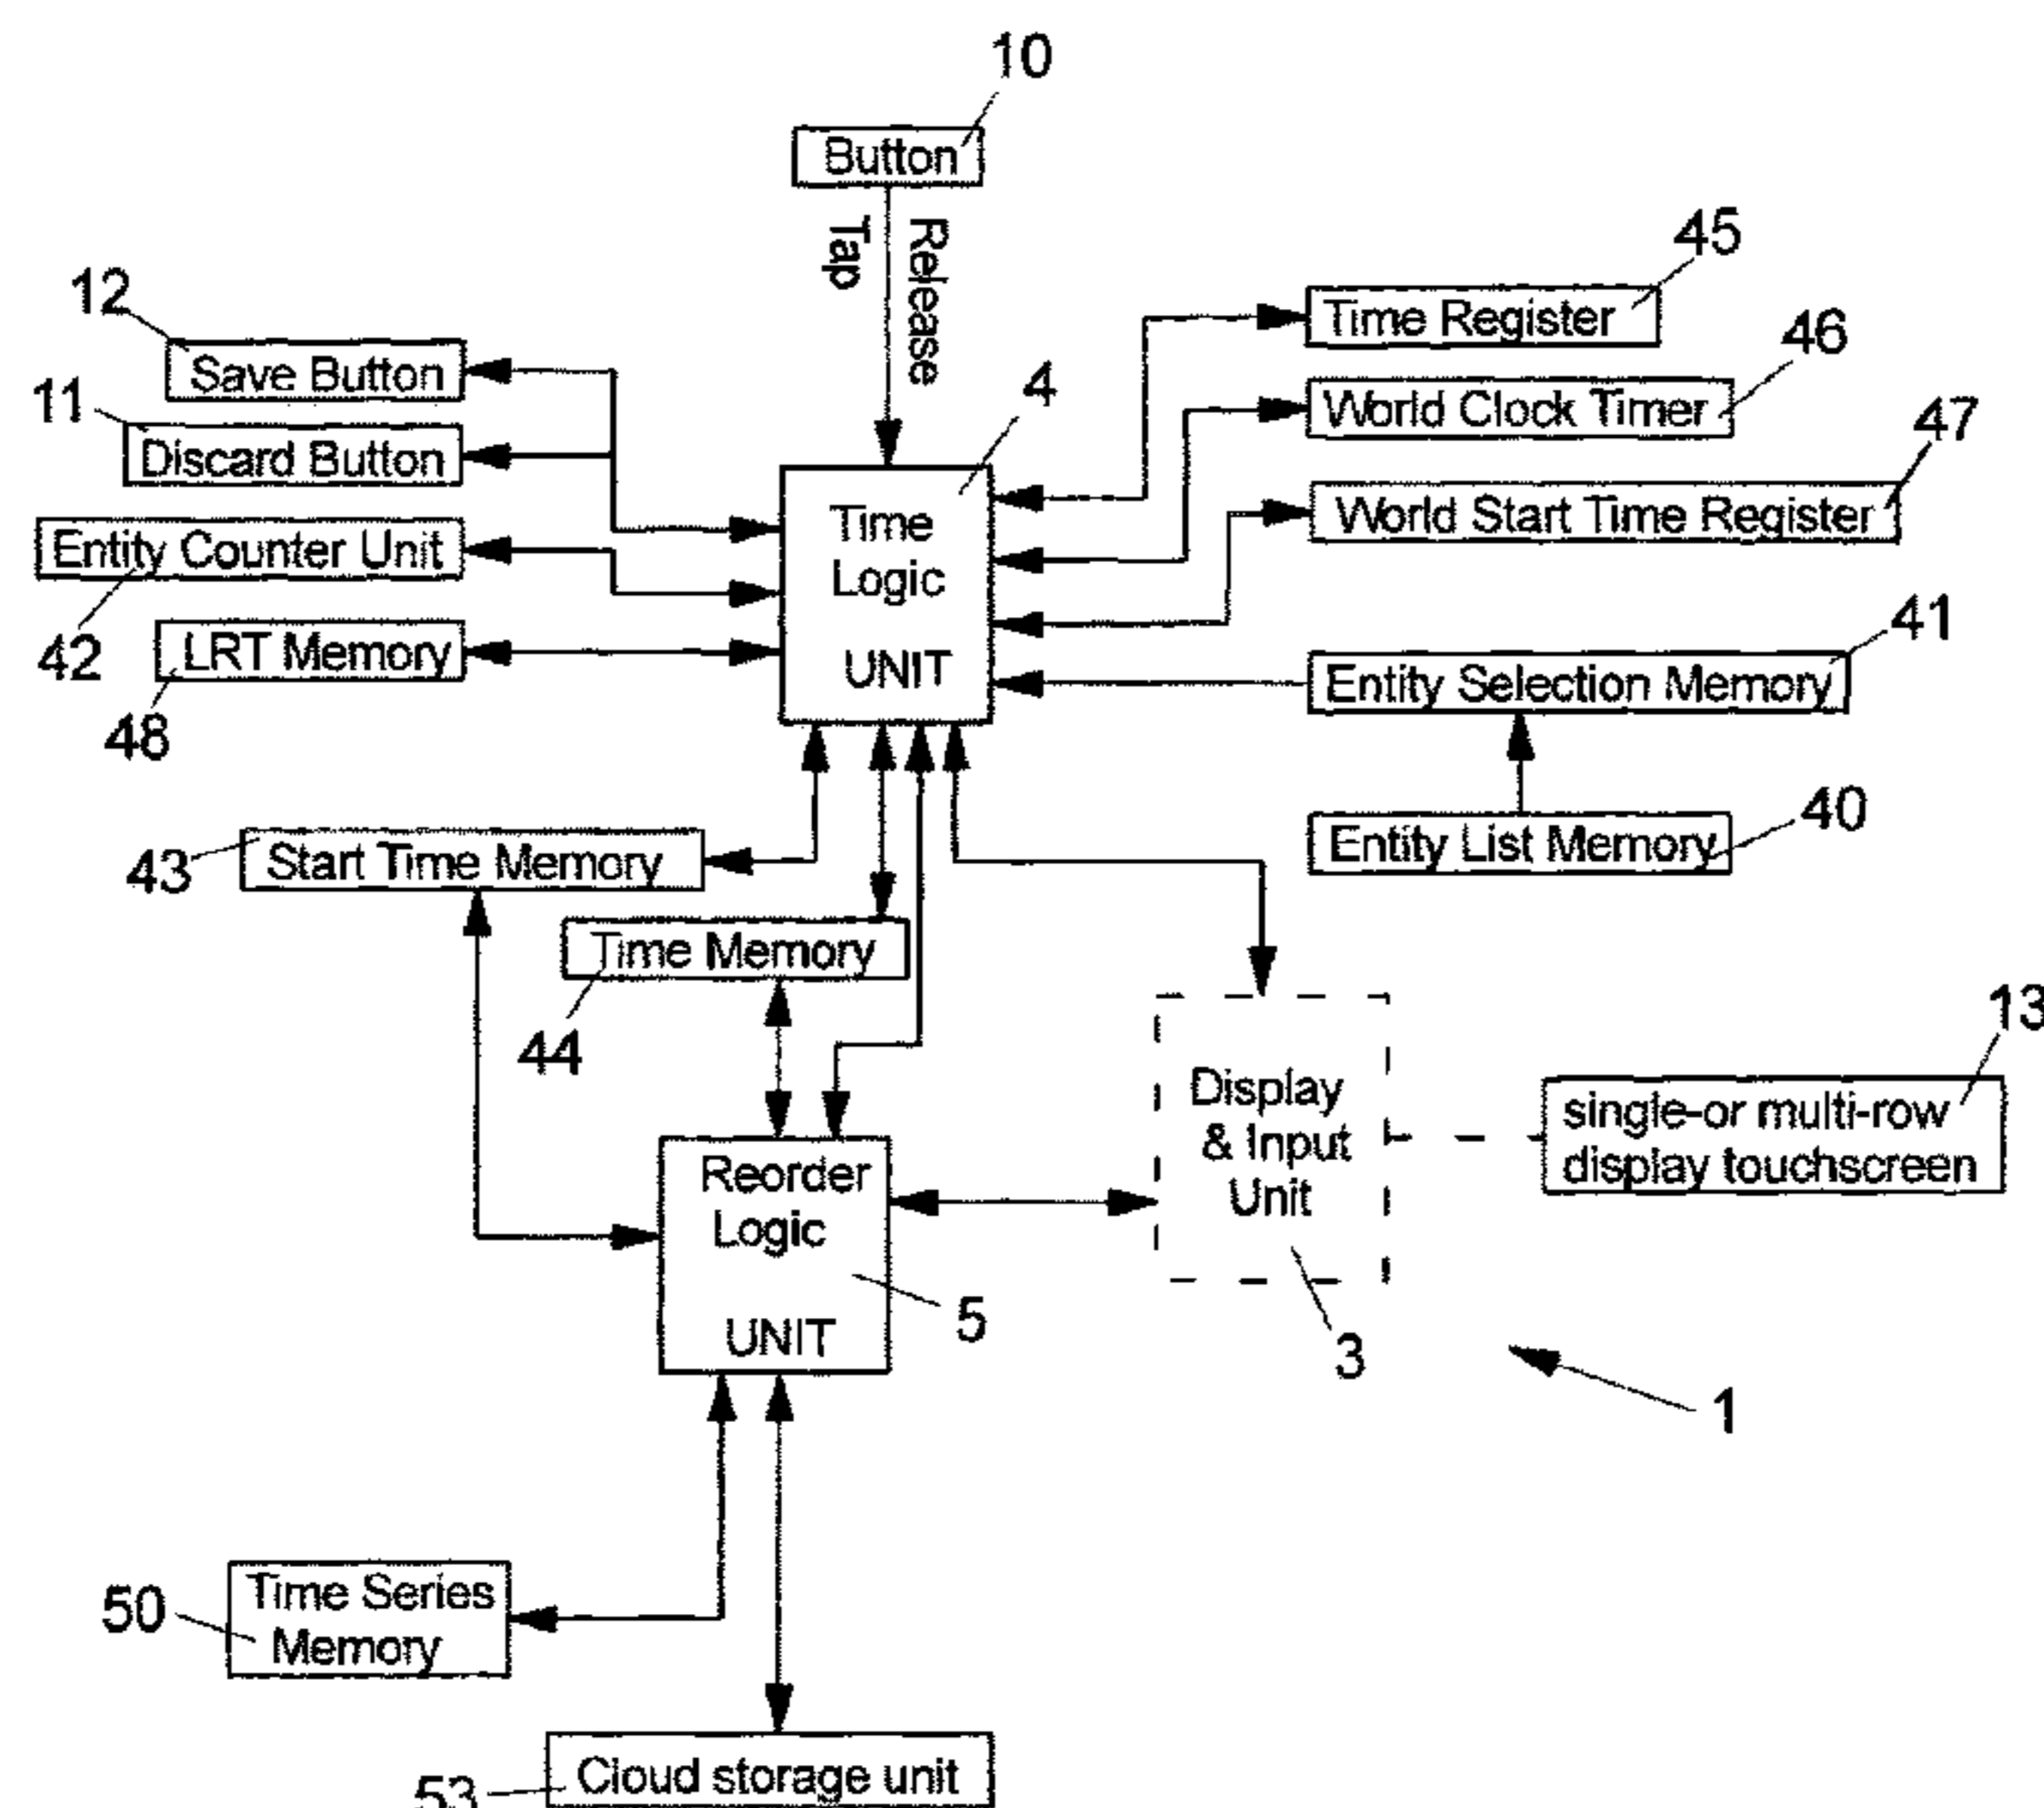 10
Button
Tap
Release
45
Time Register
12
Save Button
46
World Clock Timer
11
Discard Button
4
47
World Start Time Register
Time
Logic
UNIT
Entity Counter Unit
42
41
Entity Selection Memory
LRT Memory
48
40
Entity List Memory
43
Start Time Memory
Time Memory
44
13
single-or multi-row
display touchscreen
Display
& Input
Unit
3
Reorder
Logic
UNIT
5
1
50
Time Series
Memory
53
Cloud storage unit